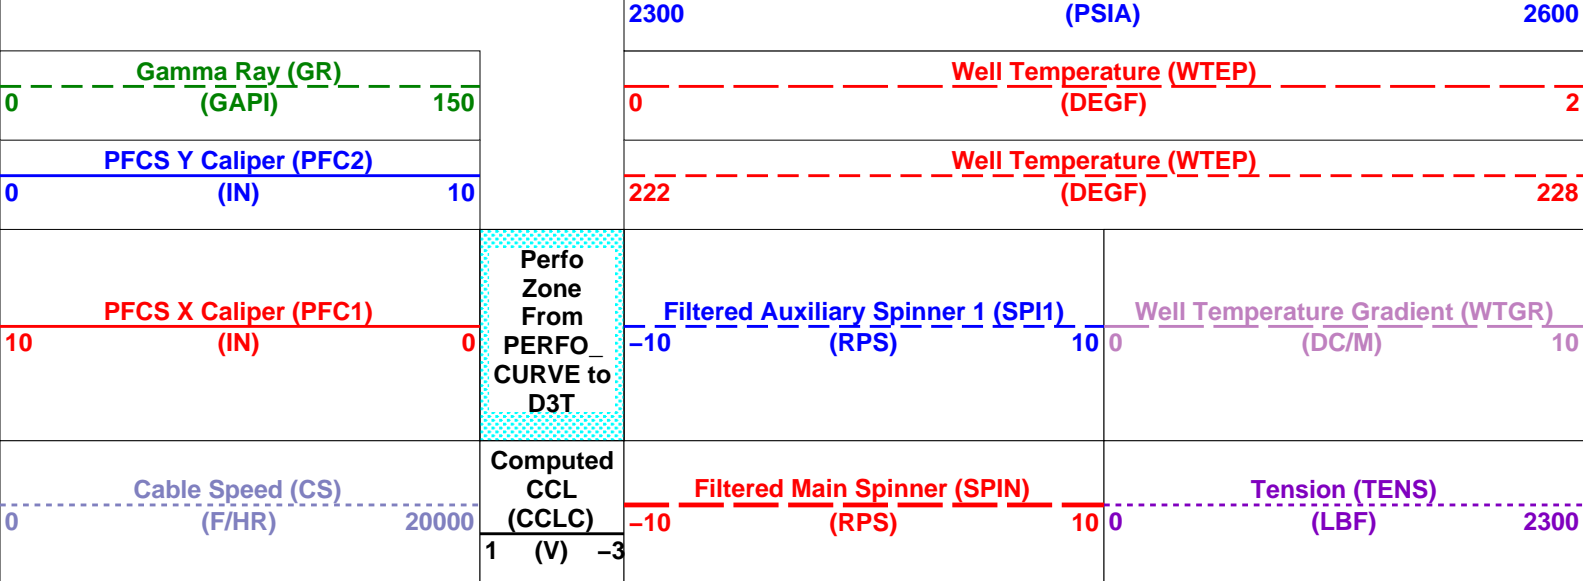 2300 (PSIA) 2600
Gamma Ray (GR)
0 (GAPI) 150
Well Temperature (WTEP)
0 (DEGF) 2
PFCS Y Caliper (PFC2)
0 (IN) 10
Well Temperature (WTEP)
222 (DEGF) 228
PFCS X Caliper (PFC1)
10 (IN) 0
Perfo
Zone
From
PERFO_
CURVE to
D3T
Filtered Auxiliary Spinner 1 (SPI1)
−10 (RPS) 10
Well Temperature Gradient (WTGR)
0 (DC/M) 10
Cable Speed (CS)
0 (F/HR) 20000
Computed
CCL
(CCLC)
1 (V) −3
Filtered Main Spinner (SPIN)
−10 (RPS) 10
Tension (TENS)
0 (LBF) 2300